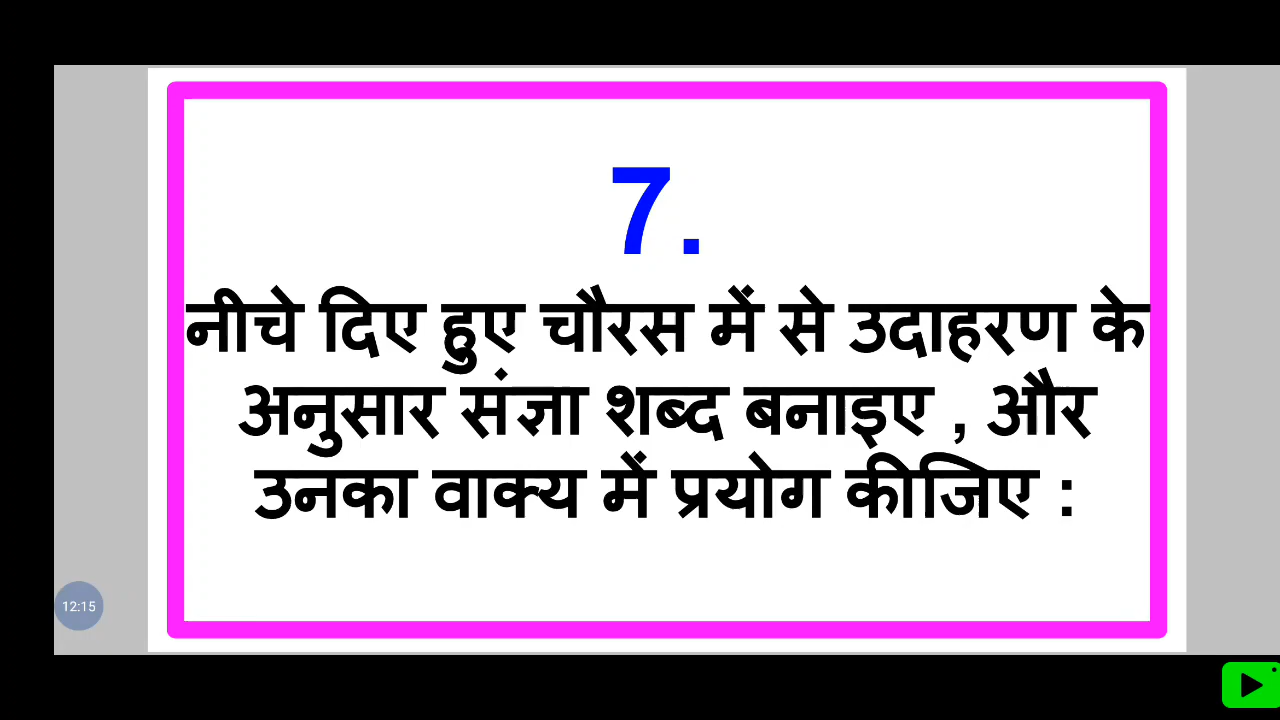 7.
नीचे दिए हुए चौरस में से उदाहरण के
अनुसार संज्ञा शब्द बनाइए , और
उनका वाक्य में प्रयोग कीजिए :
12:15